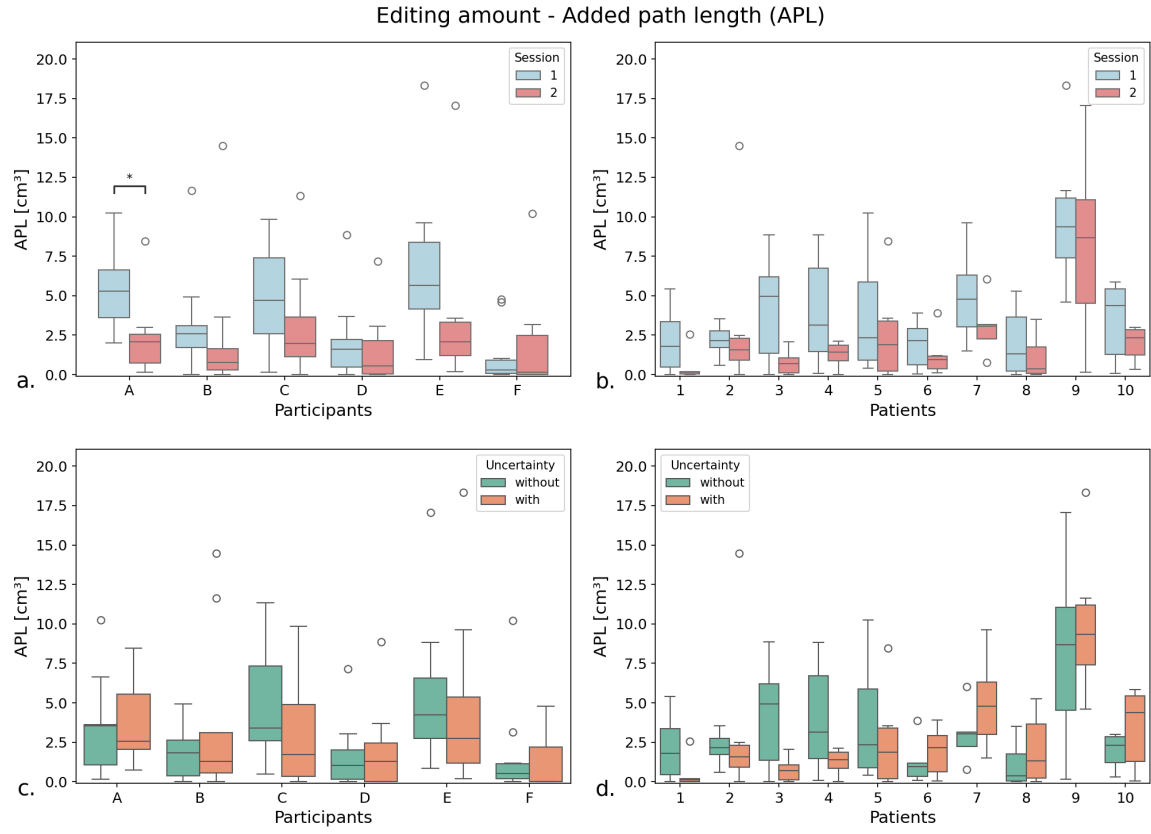 Editing amount - Added path length (APL)
20.0
17.5
15.0
12.5
10.0
7.5
5.0
2.5
0.0
APL [cm³]
Session
1
2
*
A B C D E F
Participants
a.
20.0
17.5
15.0
12.5
10.0
7.5
5.0
2.5
0.0
APL [cm³]
Session
1
2
1 2 3 4 5 6 7 8 9 10
Patients
b.
20.0
17.5
15.0
12.5
10.0
7.5
5.0
2.5
0.0
APL [cm³]
Uncertainty
without
with
A B C D E F
Participants
c.
20.0
17.5
15.0
12.5
10.0
7.5
5.0
2.5
0.0
APL [cm³]
Uncertainty
without
with
1 2 3 4 5 6 7 8 9 10
Patients
d.